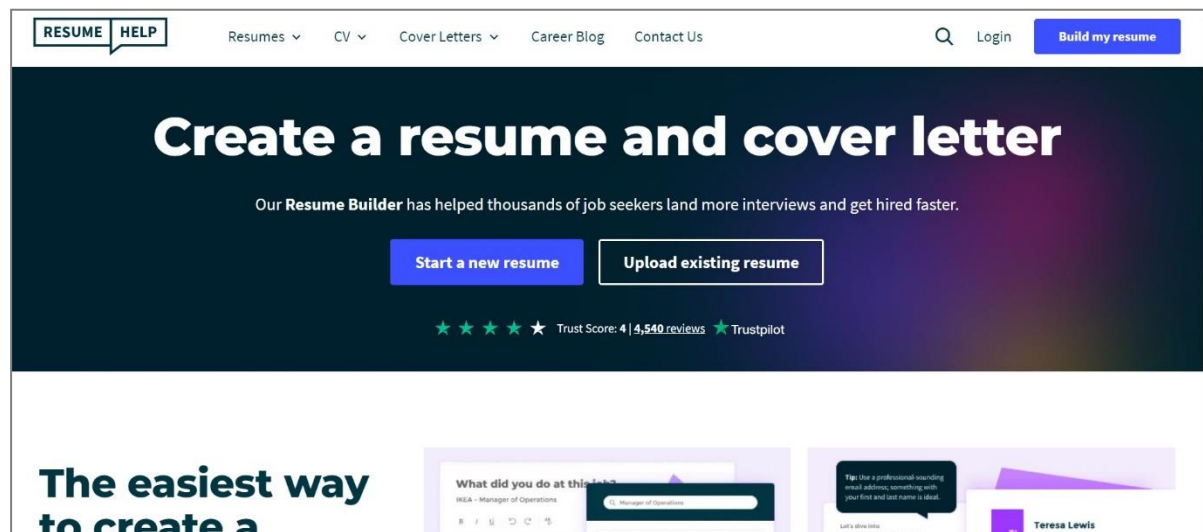 RESUME HELP
Resumes CV Cover Letters Career Blog Contact Us Login Build my resume
Create a resume and cover letter
Our Resume Builder has helped thousands of job seekers land more interviews and get hired faster.
Start a new resume Upload existing resume
Trust Score: 4 | 4,540 reviews Trustpilot
The easiest way
to create a
What did you do at this job?
IKEA - Manager of Operations
B I U
Manager of Operations
Tip: Use a professional-sounding
email address; something with
your first and last name is ideal.
Let's dive into
Teresa Lewis